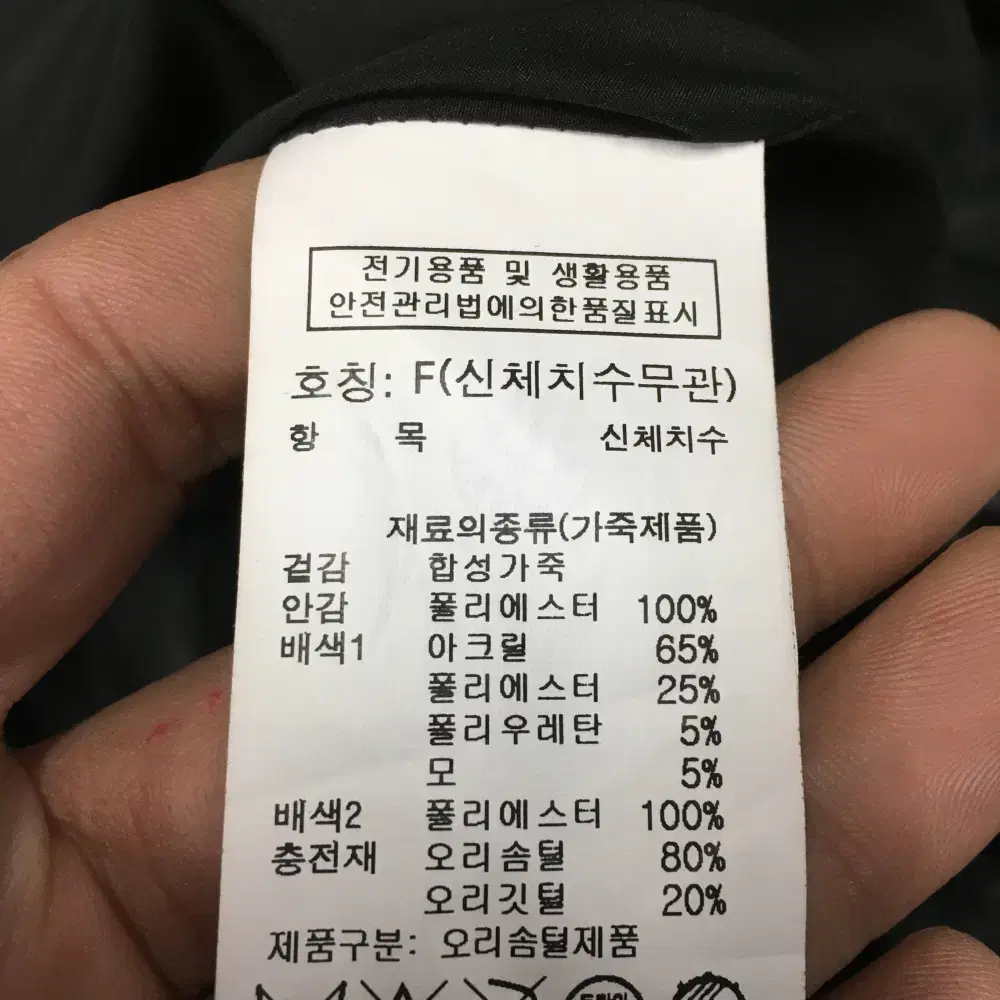 전기용품 및 생활용품
안전관리법에의한품질표시
호칭: F(신체치수무관)
항 목 신체치수
재료의종류(가죽제품)
겉감 합성가죽
안감 폴리에스터 100%
배색1 아크릴 65%
폴리에스터 25%
폴리우레탄 5%
모 5%
배색2 폴리에스터 100%
충전재 오리솜털 80%
오리깃털 20%
제품구분: 오리솜털제품